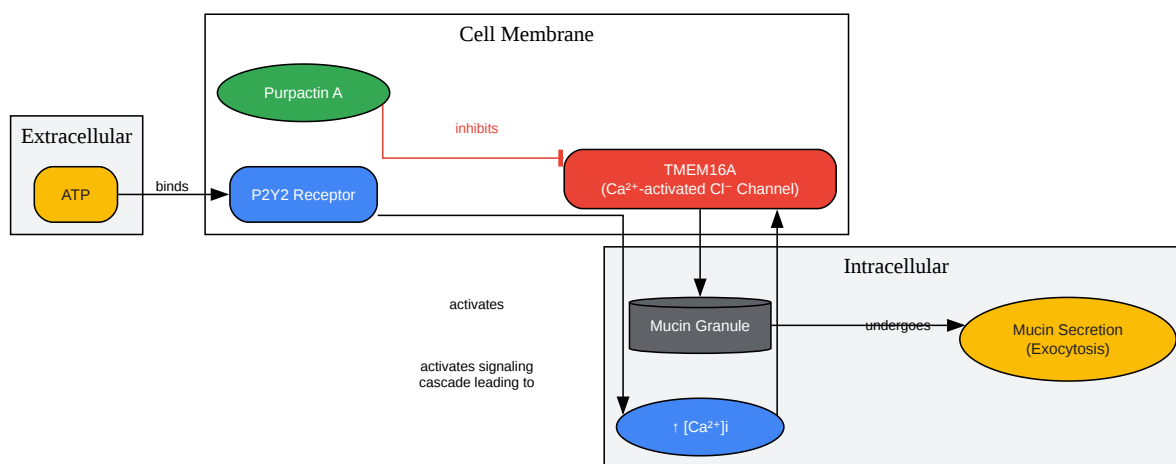 Cell Membrane
Purpactin A
inhibits
Extracellular
TMEM16A
(Ca²⁺-activated Cl⁻ Channel)
ATP
binds
P2Y2 Receptor
Intracellular
activates
Mucin Granule
undergoes
Mucin Secretion
(Exocytosis)
activates signaling
cascade leading to
↑ [Ca²⁺]i